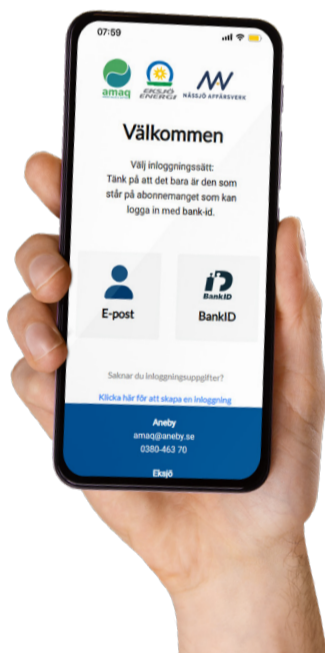 07:59
amaq
EKSJÖ
ENERGI
NÄSSJÖ AFFÄRSVERK
Välkommen
Välj inloggningssätt:
Tänk på att det bara är den som
står på abonnemanget som kan
logga in med bank-id.
E-post
BankID
BankID
Saknar du inloggningsuppgifter?
Klicka här för att skapa en inloggning
Aneby
amaq@aneby.se
0380-463 70
Eksjö